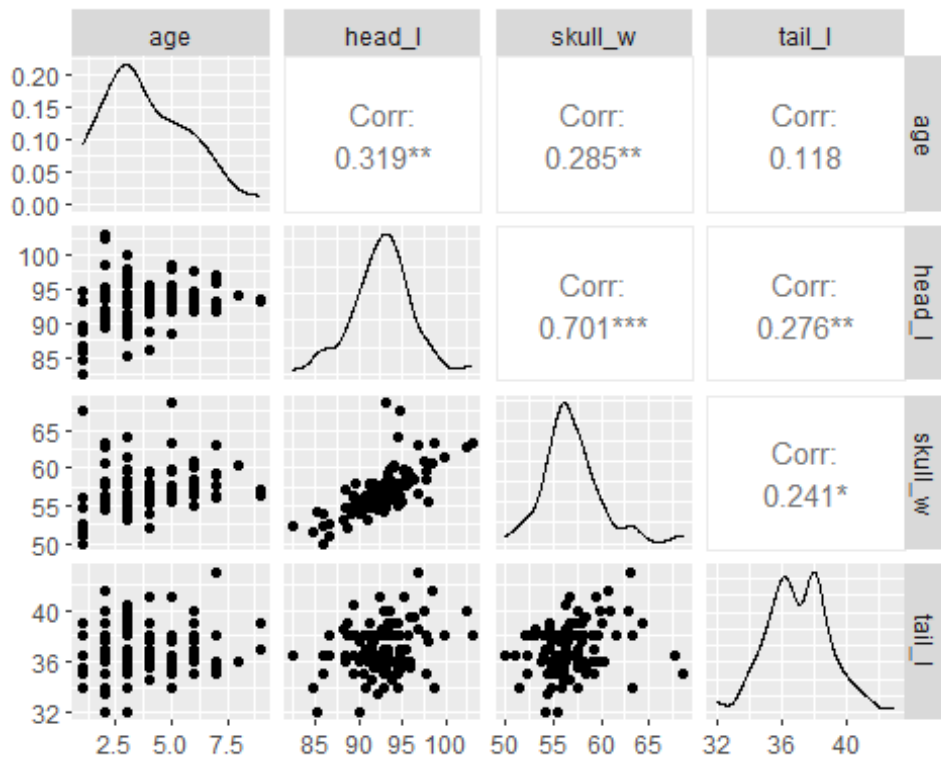 age head_l skull_w tail_l
0.20
0.15
0.10
0.05
0.00
Corr:
0.319**
Corr:
0.285**
Corr:
0.118
age
100
95
90
85
Corr:
0.701***
Corr:
0.276**
head_l
65
60
55
50
Corr:
0.241*
skull_w
40
36
32
tail_l
2.5 5.0 7.5 85 90 95 100 50 55 60 65 32 36 40